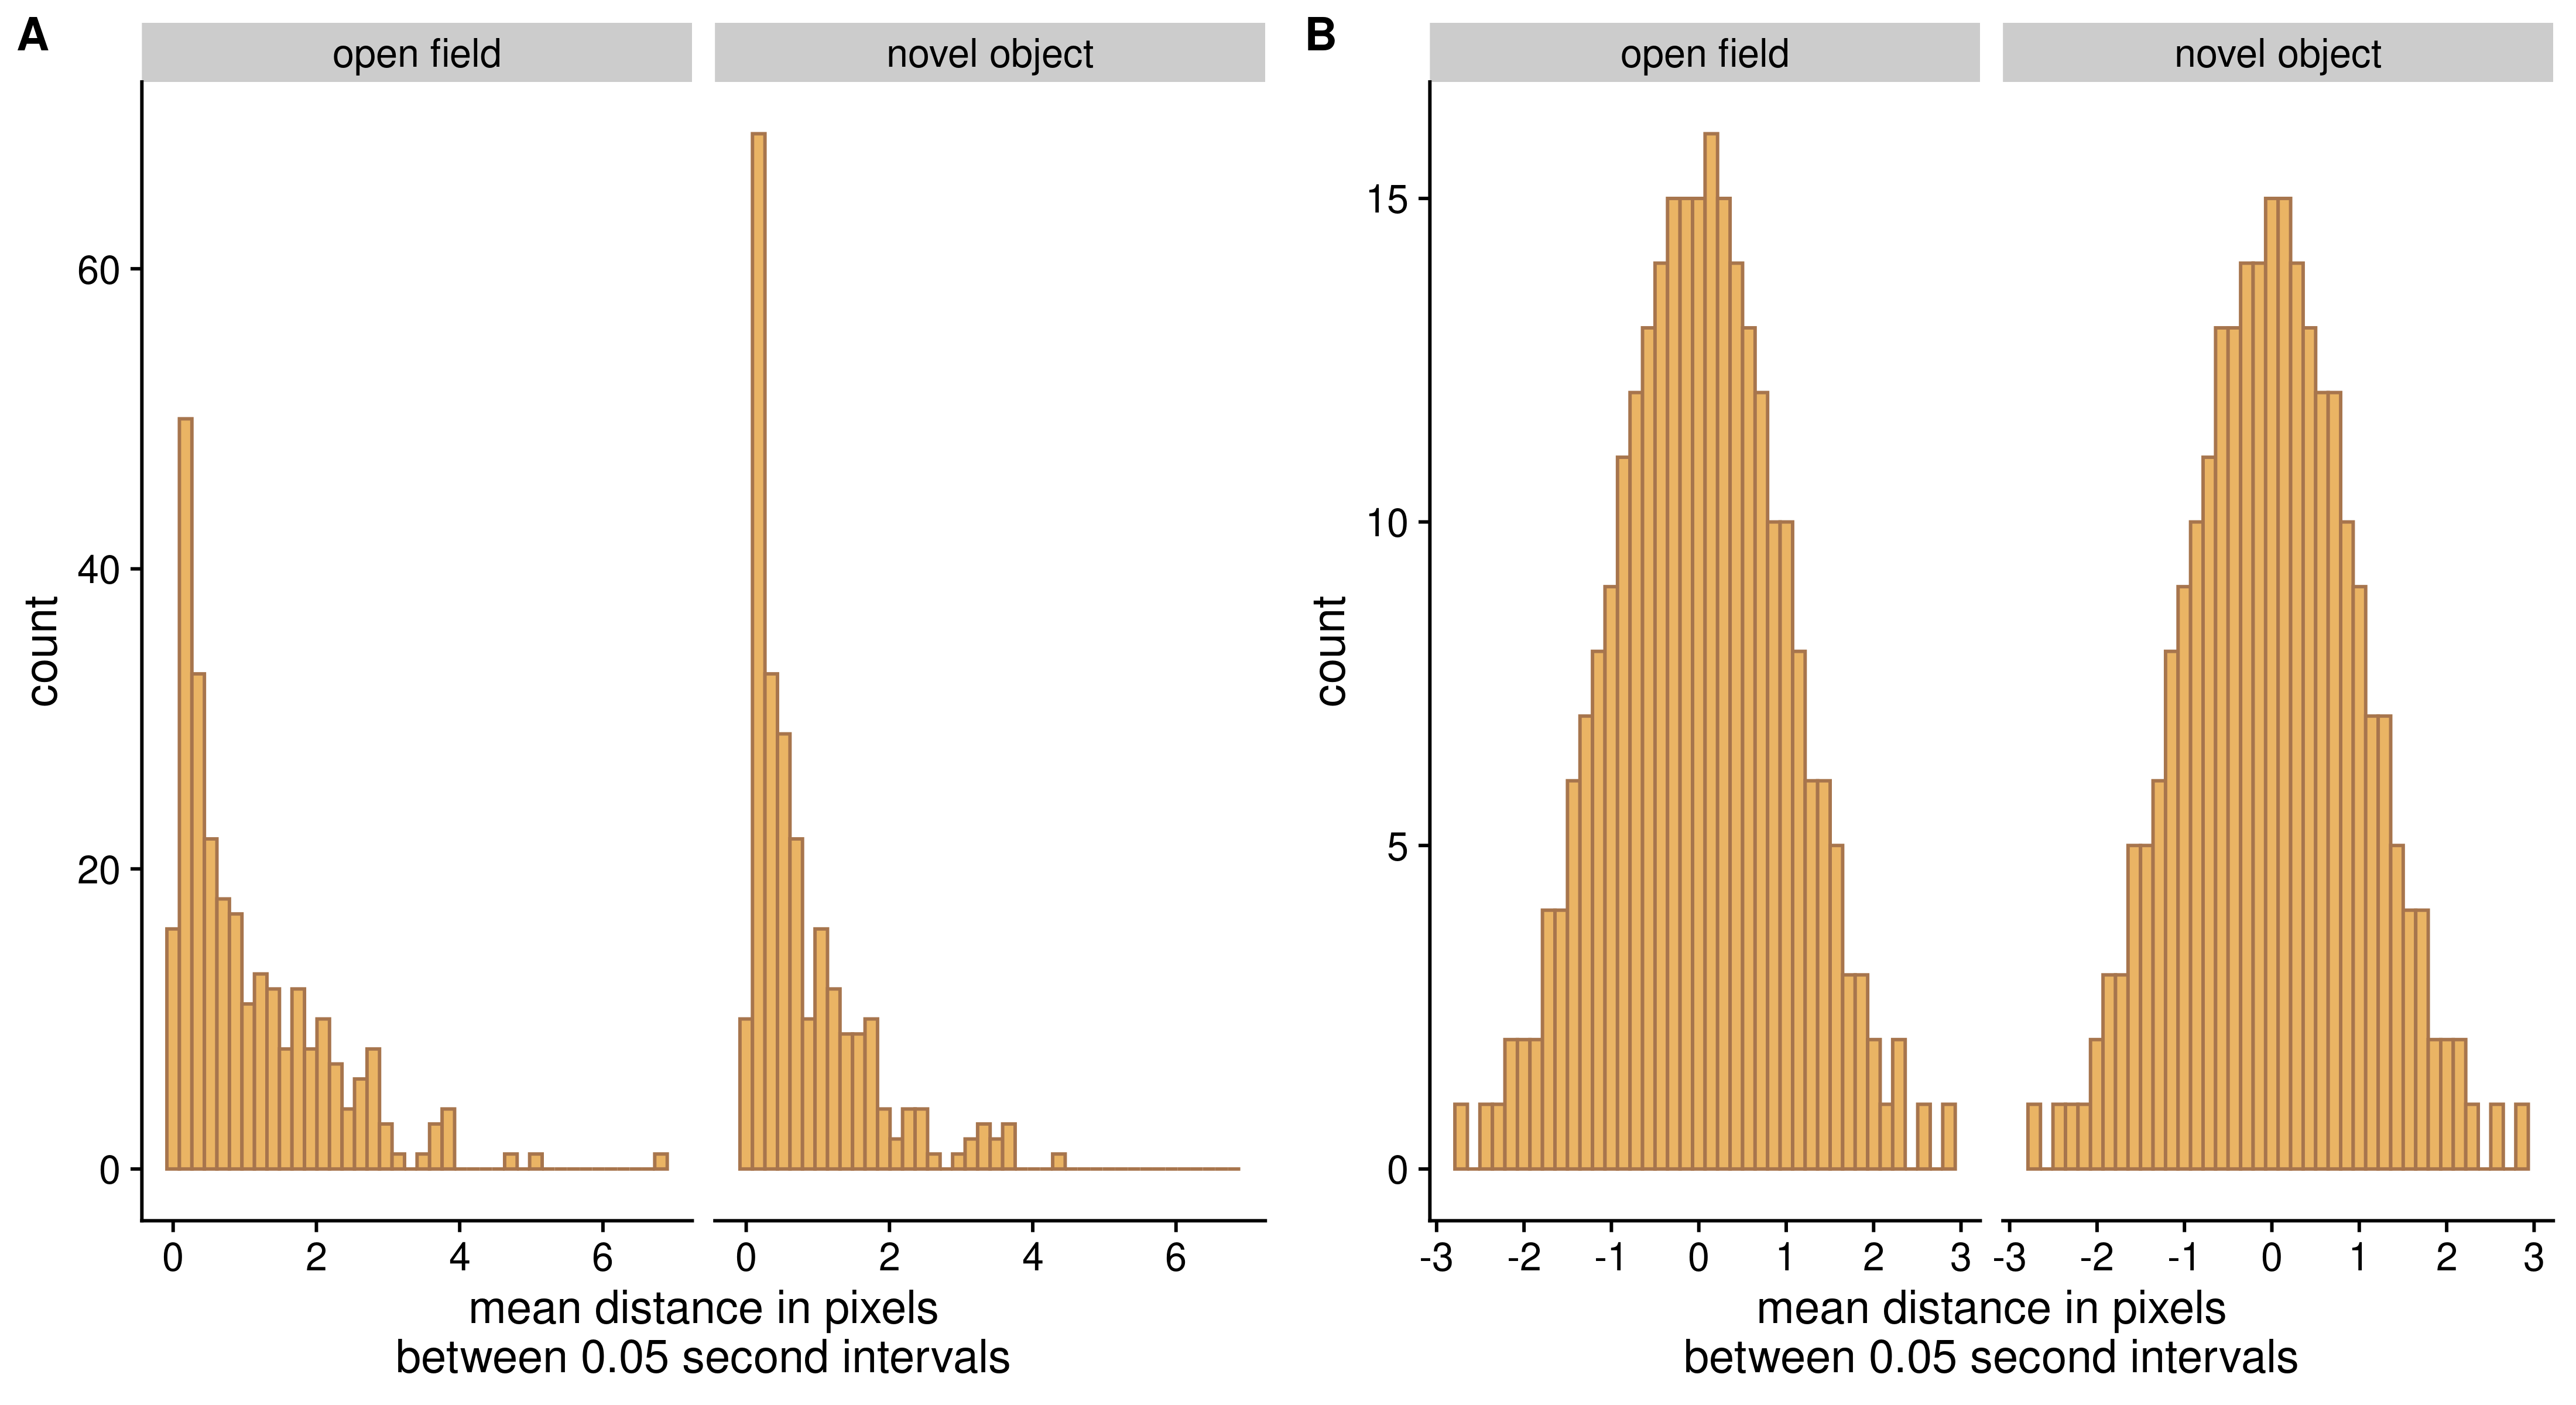 A
open field
novel object
60
40
20
0
count
0 2 4 6
0 2 4 6
mean distance in pixels
between 0.05 second intervals
B
open field
novel object
15
10
5
0
count
-3 -2 -1 0 1 2 3
-3 -2 -1 0 1 2 3
mean distance in pixels
between 0.05 second intervals